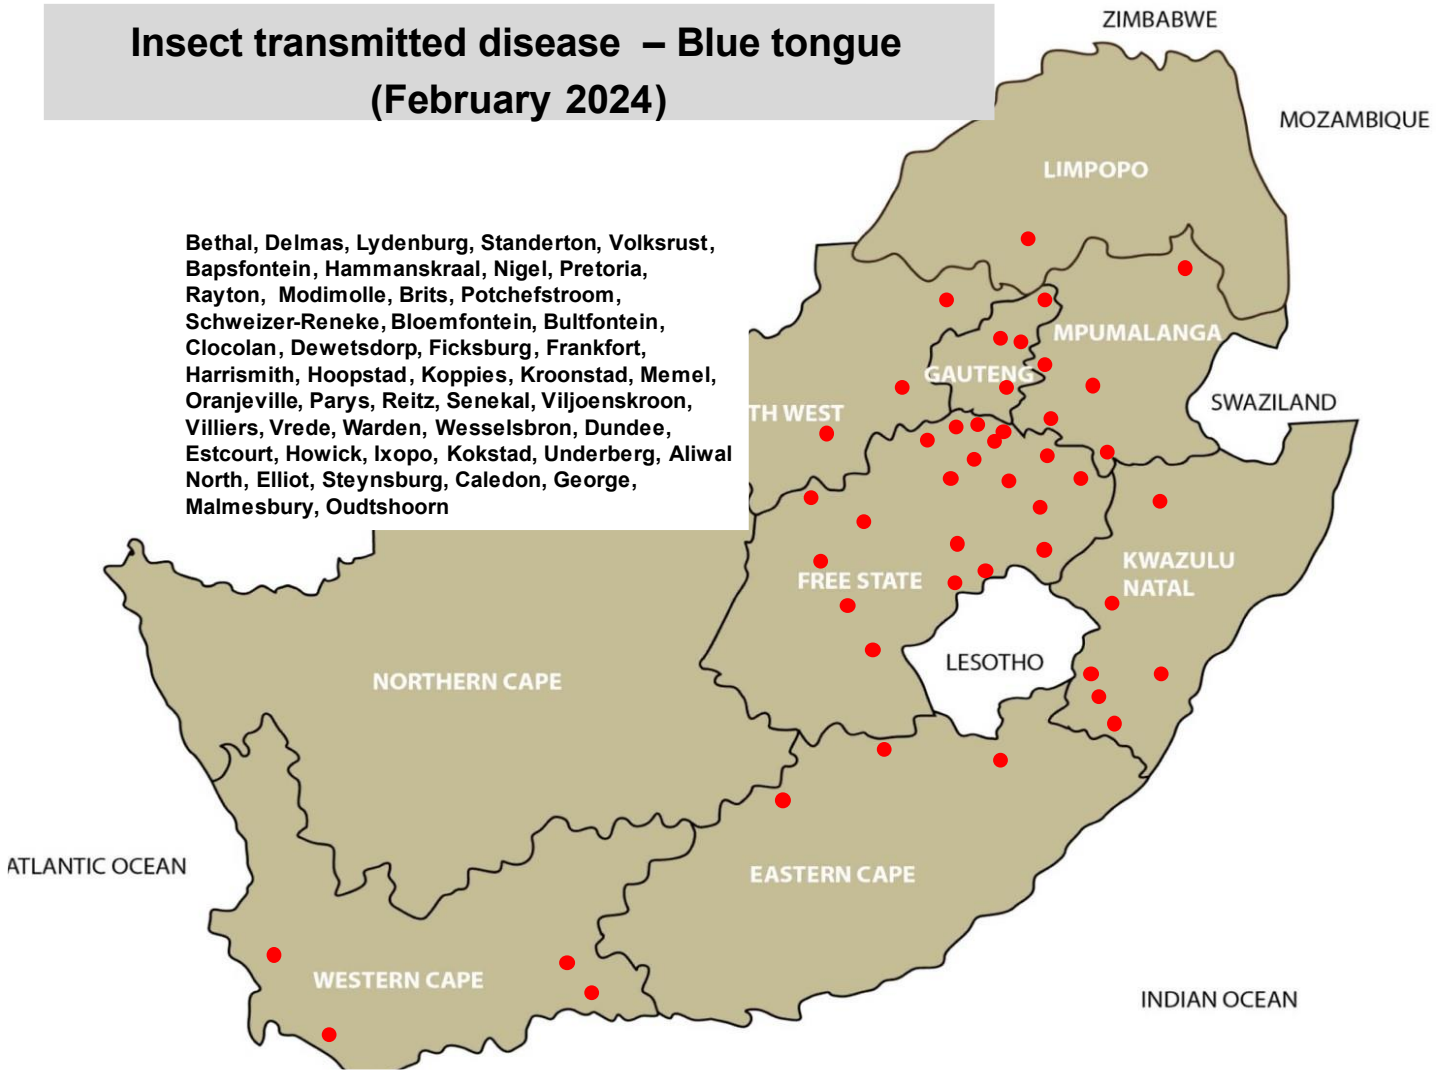 Insect transmitted disease – Blue tongue
(February 2024)
ZIMBABWE
MOZAMBIQUE
LIMPOPO
Bethal, Delmas, Lydenburg, Standerton, Volksrust,
Bapsfontein, Hammanskraal, Nigel, Pretoria,
Rayton, Modimolle, Brits, Potchefstroom,
Schweizer-Reneke, Bloemfontein, Bultfontein,
Clocolan, Dewetsdorp, Ficksburg, Frankfort,
Harrismith, Hoopstad, Koppies, Kroonstad, Memel,
Oranjeville, Parys, Reitz, Senekal, Viljoenskroon,
Villiers, Vrede, Warden, Wesselsbron, Dundee,
Estcourt, Howick, Ixopo, Kokstad, Underberg, Aliwal
North, Elliot, Steynsburg, Caledon, George,
Malmesbury, Oudtshoorn
MPUMALANGA
GAUTENG
SWAZILAND
TH WEST
KWAZULU
NATAL
FREE STATE
LESOTHO
NORTHERN CAPE
ATLANTIC OCEAN
EASTERN CAPE
WESTERN CAPE
INDIAN OCEAN